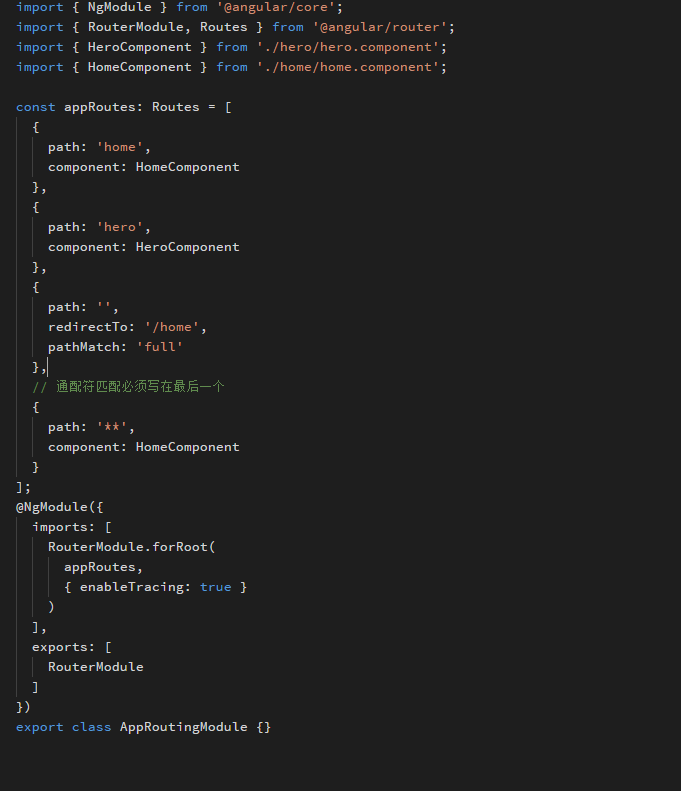 import { NgModule } from '@angular/core';
import { RouterModule, Routes } from '@angular/router';
import { HeroComponent } from './hero/hero.component';
import { HomeComponent } from './home/home.component';

const appRoutes: Routes = [
  {
    path: 'home',
    component: HomeComponent
  },
  {
    path: 'hero',
    component: HeroComponent
  },
  {
    path: '',
    redirectTo: '/home',
    pathMatch: 'full'
  },
  // 通配符匹配必须写在最后一个
  {
    path: '**',
    component: HomeComponent
  }
];
@NgModule({
  imports: [
    RouterModule.forRoot(
      appRoutes,
      { enableTracing: true }
    )
  ],
  exports: [
    RouterModule
  ]
})
export class AppRoutingModule {}